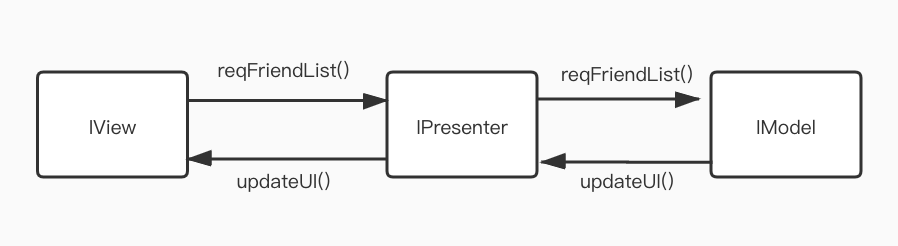 reqFriendList()
reqFriendList()
IView
IPresenter
IModel
updateUI()
updateUI()